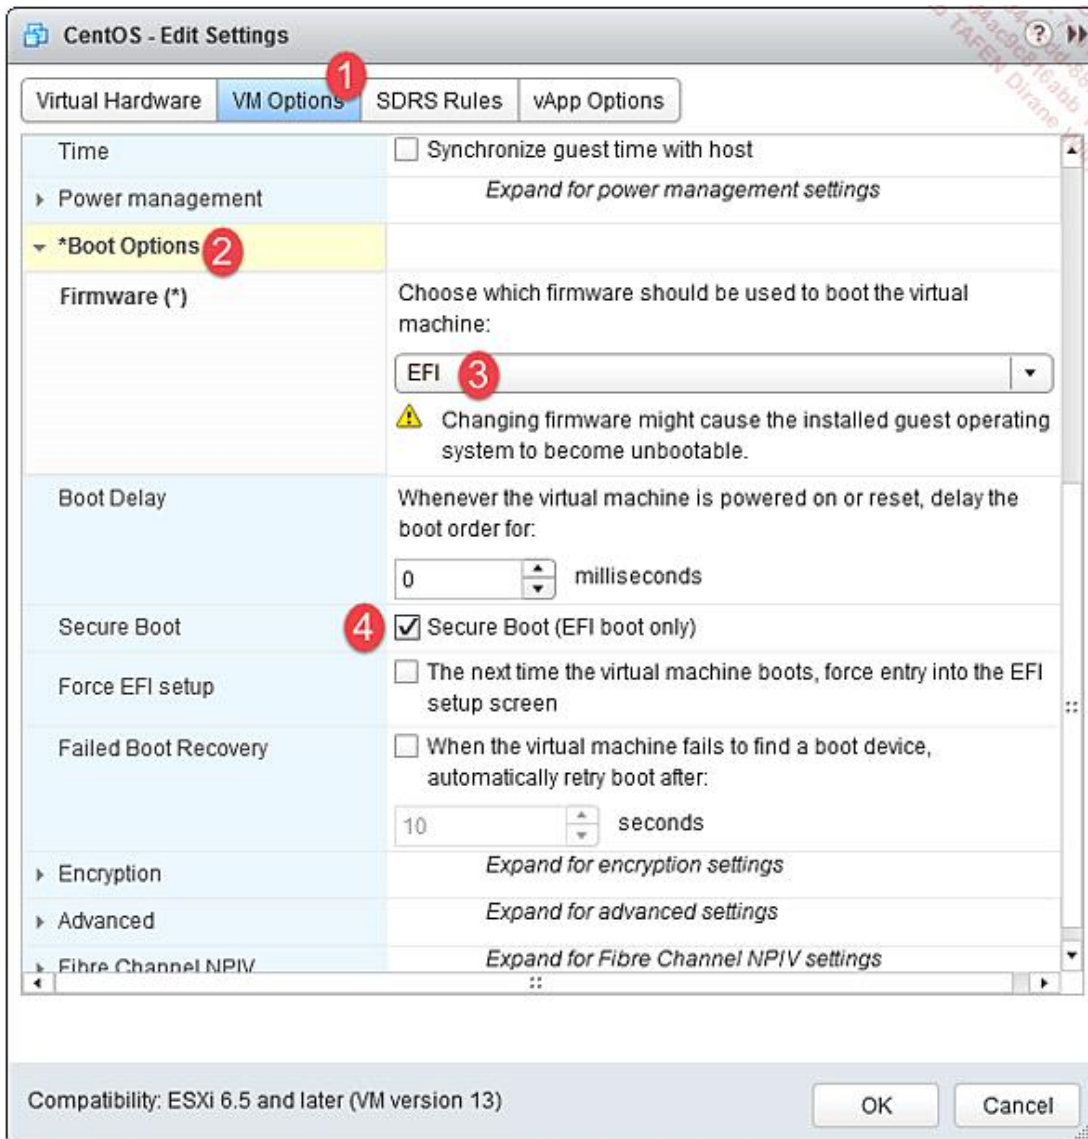 CentOS - Edit Settings
?
1
Virtual Hardware VM Options SDRS Rules vApp Options
Time Synchronize guest time with host
Power management Expand for power management settings
*Boot Options 2
Firmware (*) Choose which firmware should be used to boot the virtual
machine:
EFI 3
Changing firmware might cause the installed guest operating
system to become unbootable.
Boot Delay Whenever the virtual machine is powered on or reset, delay the
boot order for:
0 milliseconds
Secure Boot 4 Secure Boot (EFI boot only)
Force EFI setup The next time the virtual machine boots, force entry into the EFI
setup screen
Failed Boot Recovery When the virtual machine fails to find a boot device,
automatically retry boot after:
10 seconds
Encryption Expand for encryption settings
Advanced Expand for advanced settings
Fibre Channel NPIV Expand for Fibre Channel NPIV settings
Compatibility: ESXi 6.5 and later (VM version 13) OK Cancel
TAFEN Dirane